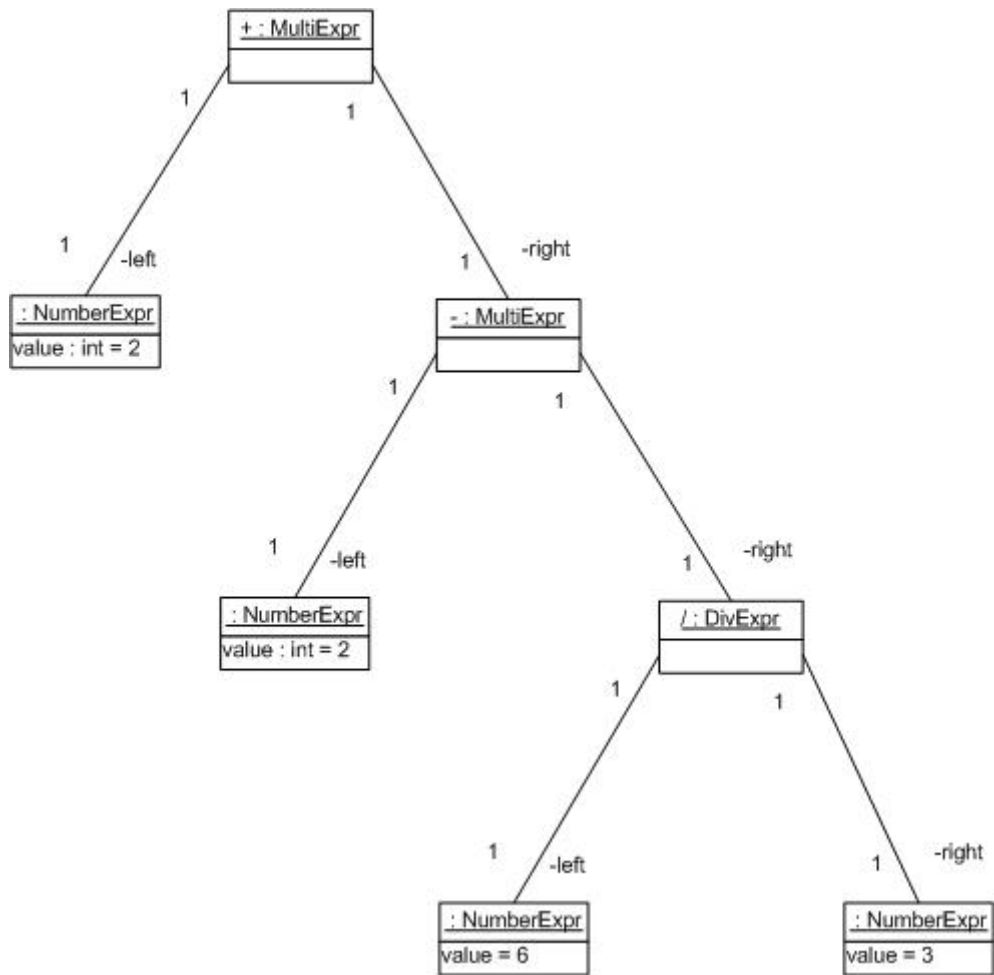 + : MultiExpr
1
1
1
-left
1
-right
: NumberExpr
value : int = 2
- : MultiExpr
1
1
1
-left
1
-right
: NumberExpr
value : int = 2
/ : DivExpr
1
1
1
-left
1
-right
: NumberExpr
value = 6
: NumberExpr
value = 3